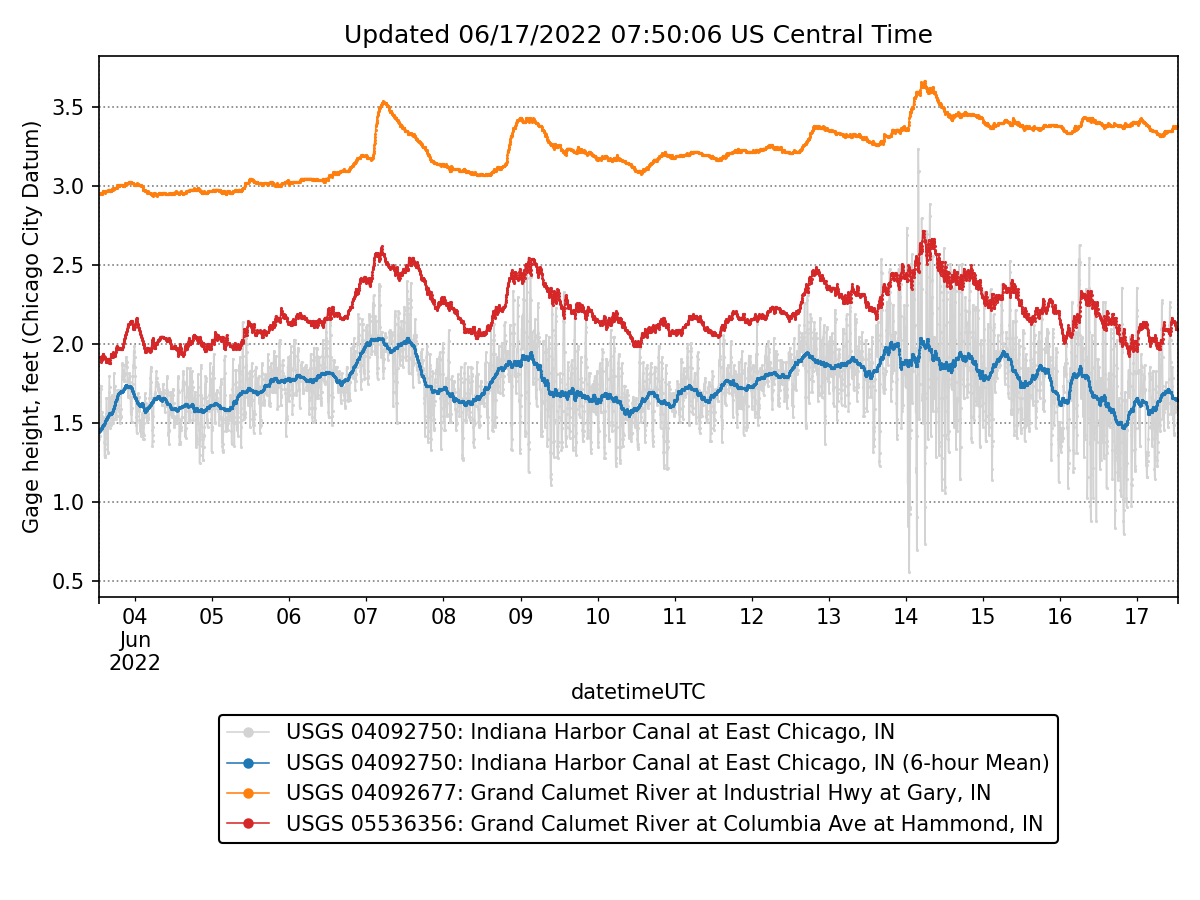 Updated 06/17/2022 07:50:06 US Central Time
Gage height, feet (Chicago City Datum)
3.5
3.0
2.5
2.0
1.5
1.0
0.5
04 05 06 07 08 09 10 11 12 13 14 15 16 17
Jun
2022
datetimeUTC
USGS 04092750: Indiana Harbor Canal at East Chicago, IN
USGS 04092750: Indiana Harbor Canal at East Chicago, IN (6-hour Mean)
USGS 04092677: Grand Calumet River at Industrial Hwy at Gary, IN
USGS 05536356: Grand Calumet River at Columbia Ave at Hammond, IN